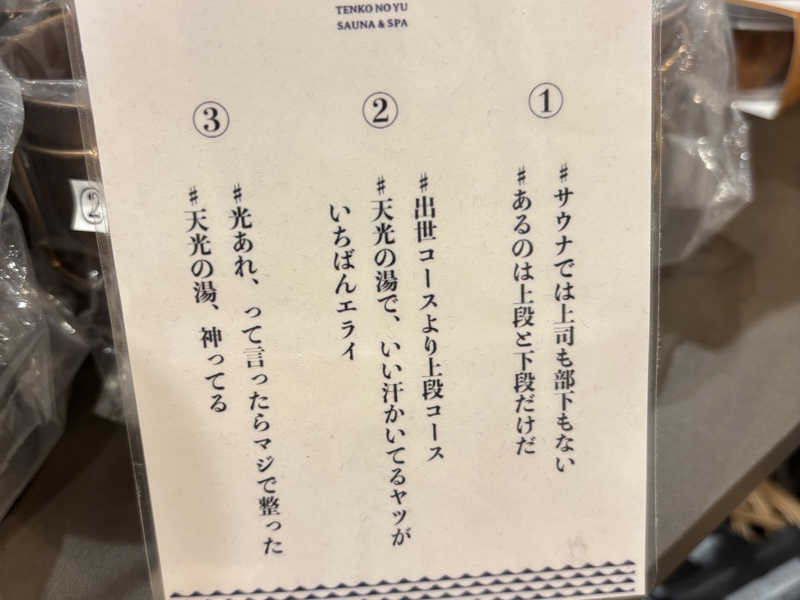 TENKO NO YU
SAUNA & SPA
①
#サウナでは上司も部下もない
#あるのは上段と下段だけだ
②
#出世コースより上段コース
#天光の湯で、いい汗かいてるヤツが
いちばんエライ
③
#光あれ、って言ったらマジで整った
#天光の湯、神ってる
②